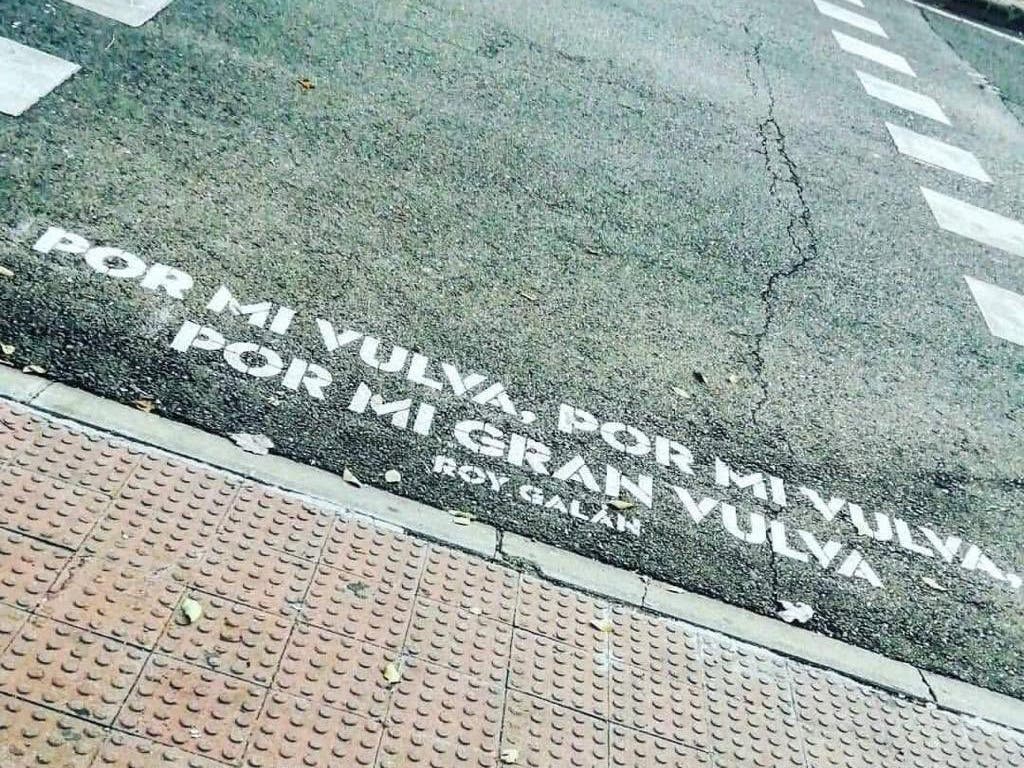 POR MI VULVA, POR MI VULVA,
POR MI GRAN VULVA
ROY GALÁN